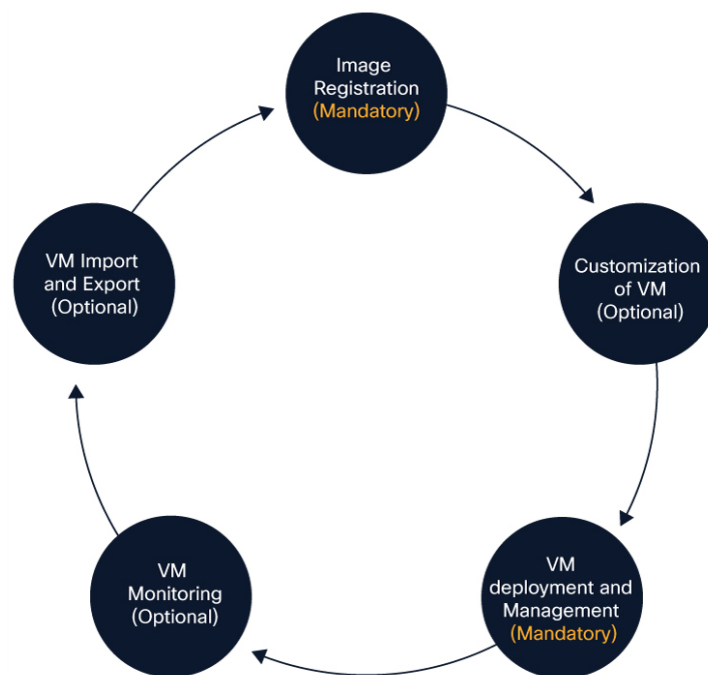 Image
Registration
(Mandatory)
Customization
of VM
(Optional)
VM
deployment and
Management
(Mandatory)
VM
Monitoring
(Optional)
VM Import
and Export
(Optional)